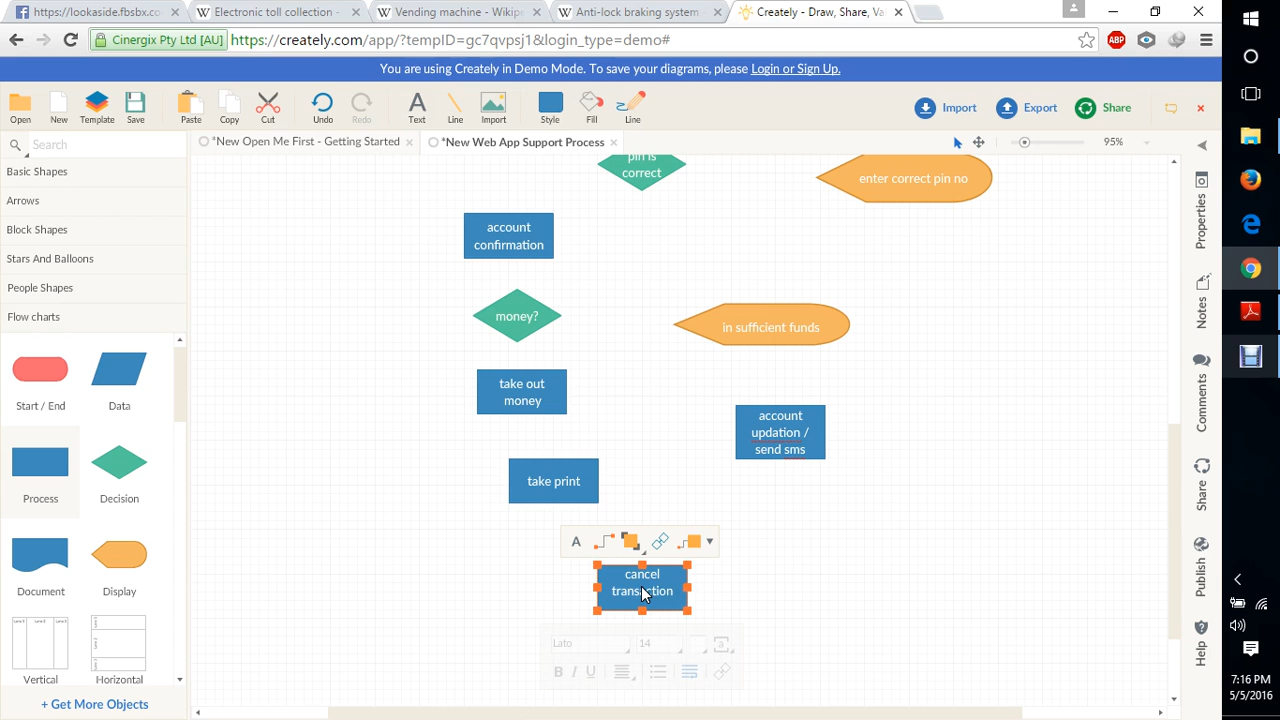 https://lookaside.fbsbx.co
Electronic toll collection -
Vending machine - Wikipe
Anti-lock braking system
Creately - Draw, Share, Va
Cinergix Pty Ltd [AU]
https://creately.com/app/?tempID=gc7gvnsj1&login_type=demo#
ABP
You are using Creately in Demo Mode. To save your diagrams, please Login or Sign Up.
Open
New
Template
Save
Paste
Copy
Cut
Undo
Redo
Text
Line
Import
Style
Fill
Line
Import
Export
Share
Search
*New Open Me First - Getting Started
*New Web App Support Process
95%
Basic Shapes
Arrows
Block Shapes
Stars And Balloons
People Shapes
Flow charts
Start / End
Data
Process
Decision
Document
Display
Vertical
Horizontal
+ Get More Objects
pin is
correct
enter correct pin no
account
confirmation
money?
in sufficient funds
take out
money
account
updation /
send sms
take print
A
cancel
transaction
Lato
14
a
B I U
Properties
Notes
Comments
Share
Publish
Help
7:16 PM
5/5/2016